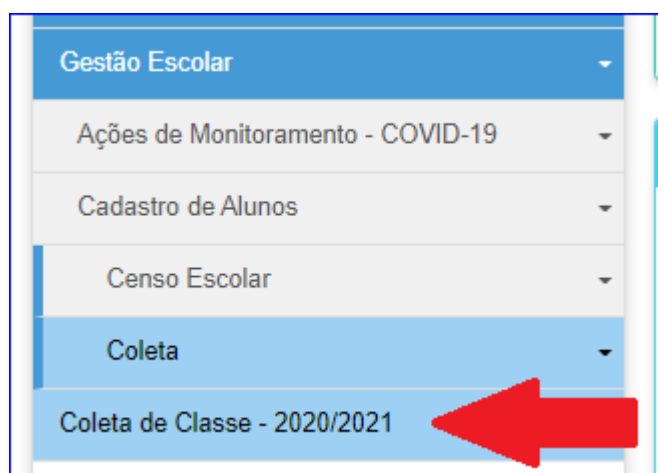 Gestão Escolar
Ações de Monitoramento - COVID-19
Cadastro de Alunos
Censo Escolar
Coleta
Coleta de Classe - 2020/2021